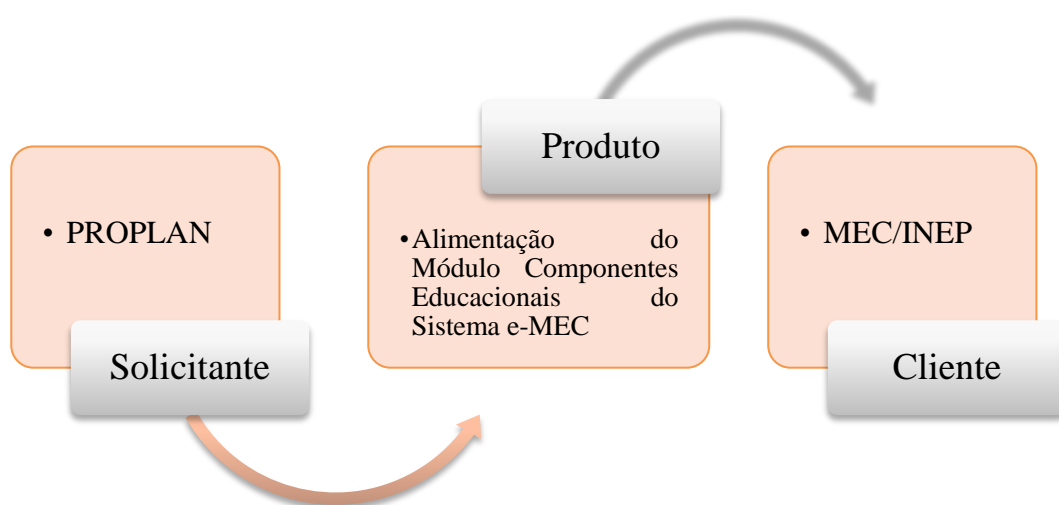 • PROPLAN
Solicitante
Produto
•Alimentação do
Módulo Componentes
Educacionais do
Sistema e-MEC
• MEC/INEP
Cliente